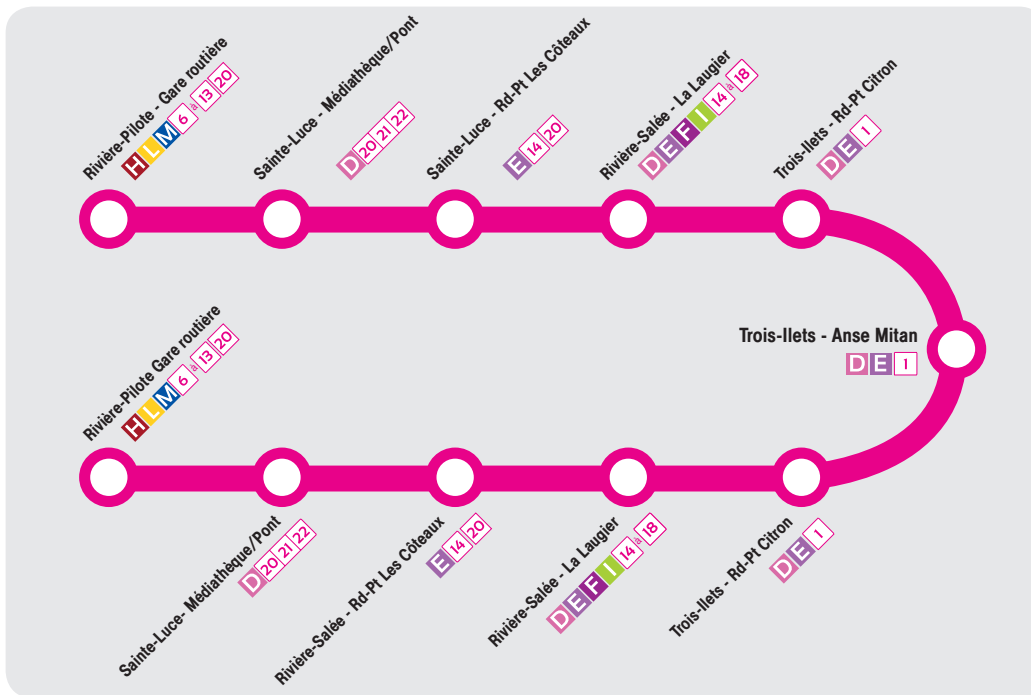 Rivière-Pilote - Gare routière
H L M 6 à 13 20
Sainte-Luce - Médiathèque/Pont
D 20 21 22
Sainte-Luce - Rd-Pt Les Côteaux
E 14 20
Rivière-Salée - La Laugier
D E F I 14 à 18
Trois-Ilets - Rd-Pt Citron
D E 1
Trois-Ilets - Anse Mitan
D E 1
Rivière-Pilote Gare routière
H L M 6 à 13 20
Sainte-Luce- Médiathèque/Pont
D 20 21 22
Rivière-Salée - Rd-Pt Les Côteaux
E 14 20
Rivière-Salée - La Laugier
D E F I 14 à 18
Trois-Ilets - Rd-Pt Citron
D E 1